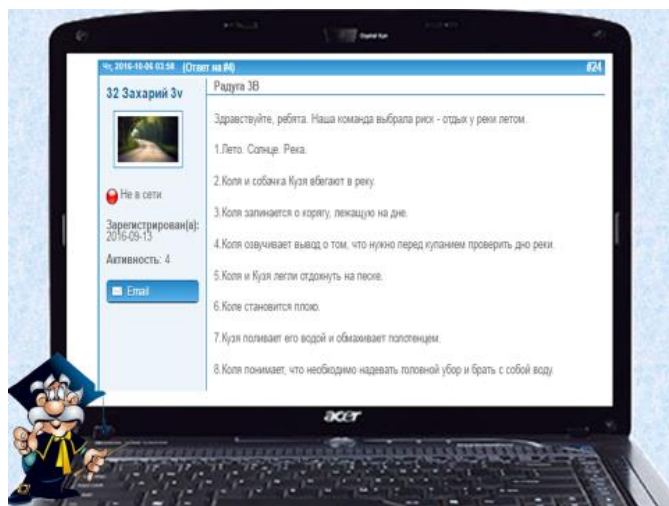 Crystal Eye
Чт, 2016-10-06 03:58 (Ответ на #4) #24
32 Захарий 3v
Радуга 3В
Здравствуйте, ребята. Наша команда выбрала риск - отдых у реки летом.
1.Лето. Солнце. Река.
2.Коля и собачка Кузя вбегают в реку.
3.Коля запинается о корягу, лежащую на дне.
4.Коля озвучивает вывод о том, что нужно перед купанием проверить дно реки.
5.Коля и Кузя легли отдохнуть на песке.
6.Коле становится плохо.
7.Кузя поливает его водой и обмахивает полотенцем.
8.Коля понимает, что необходимо надевать головной убор и брать с собой воду.
Не в сети
Зарегистрирован(а):
2016-09-13
Активность: 4
Email
acer